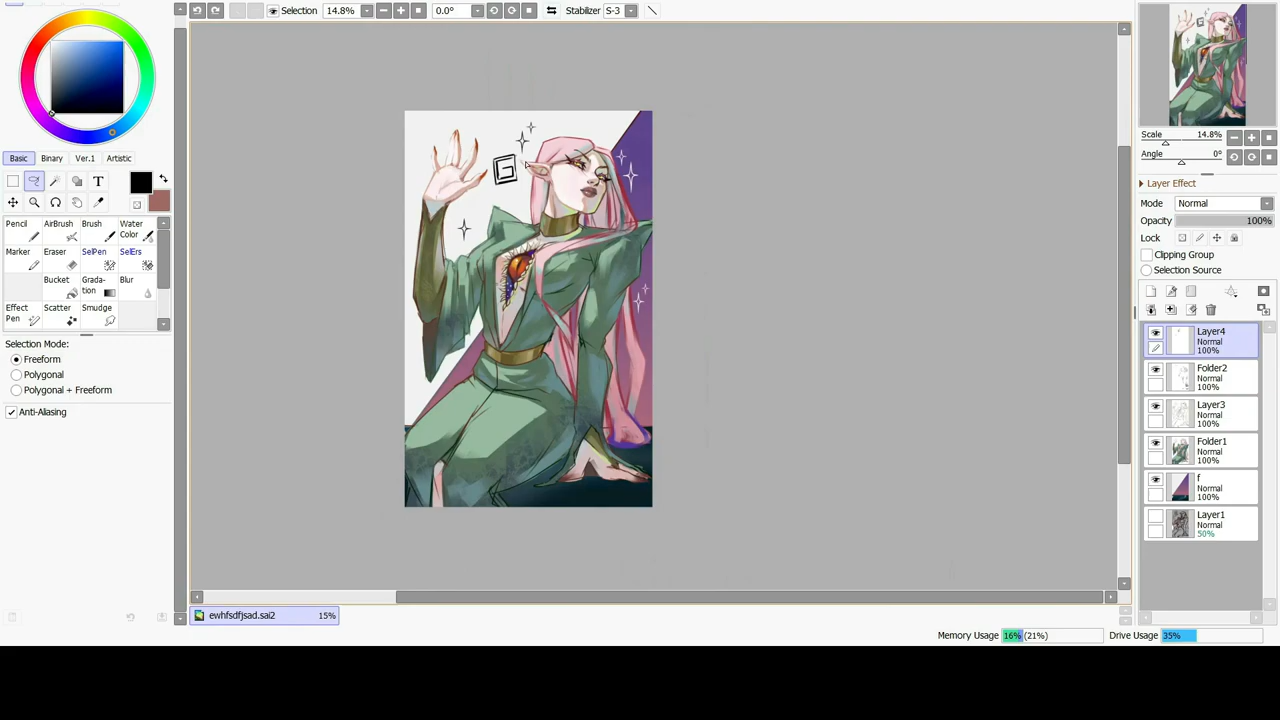 Selection 14.8% 0.0° Stabilizer S-3
Scale 14.8%
Angle 0°
Layer Effect
Mode Normal
Opacity 100%
Lock
Clipping Group
Selection Source
Basic Binary Ver.1 Artistic
T
Pencil AirBrush Brush Water Color
Marker Eraser SelPen SelErs
Bucket Grada-tion Blur
Effect Pen Scatter Smudge
Selection Mode:
Freeform
Polygonal
Polygonal + Freeform
Anti-Aliasing
G
Layer4
Normal
100%
Folder2
Normal
100%
Layer3
Normal
100%
Folder1
Normal
100%
f
Normal
100%
Layer1
Normal
50%
ewhfsdfjsad.sai2 15%
Memory Usage 16% (21%) Drive Usage 35%